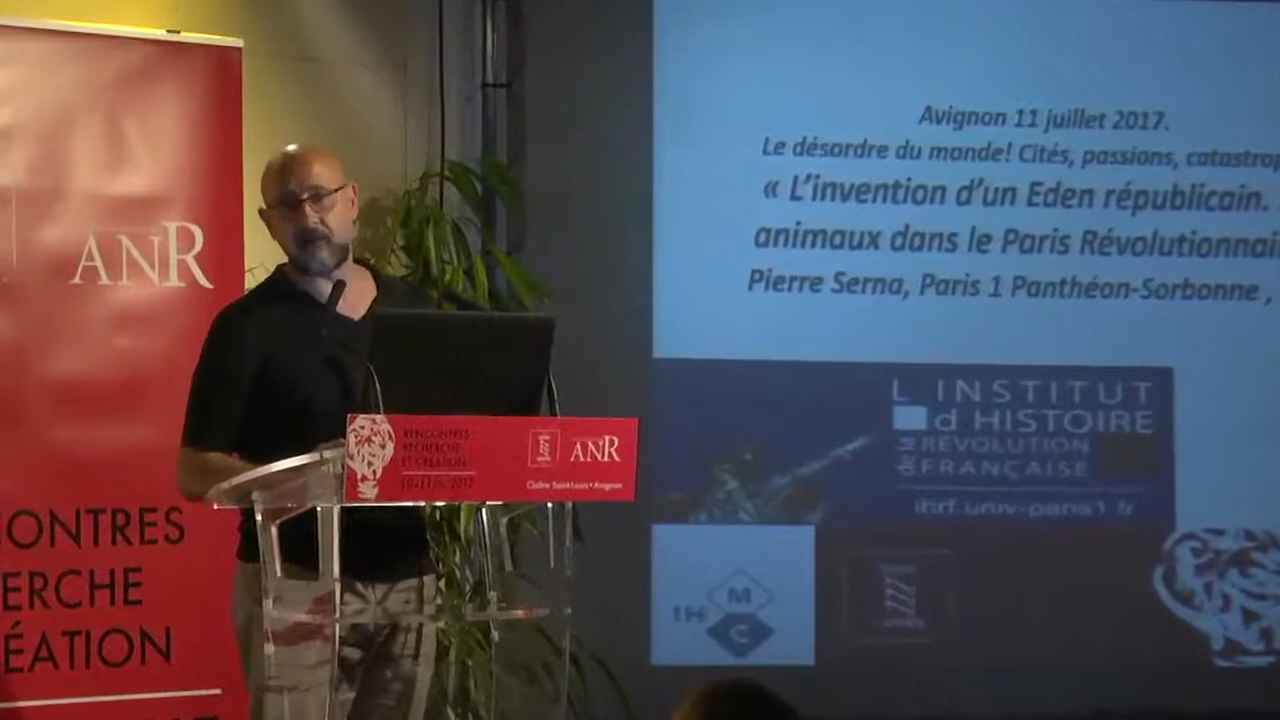 ANR
ONTRES
ERCHE
ÉATION
RENCONTRES
RECHERCHE
ET CRÉATION
ANR
Cloître Saint-Louis • Avignon
Avignon 11 juillet 2017.
Le désordre du monde! Cités, passions, catastrop
« L'invention d'un Eden républicain.
animaux dans le Paris Révolutionnai
Pierre Serna, Paris 1 Panthéon-Sorbonne ,
L'INSTITUT
d'HISTOIRE
de la RÉVOLUTION
FRANÇAISE
ihrf.univ-paris1.fr
IH
M
C